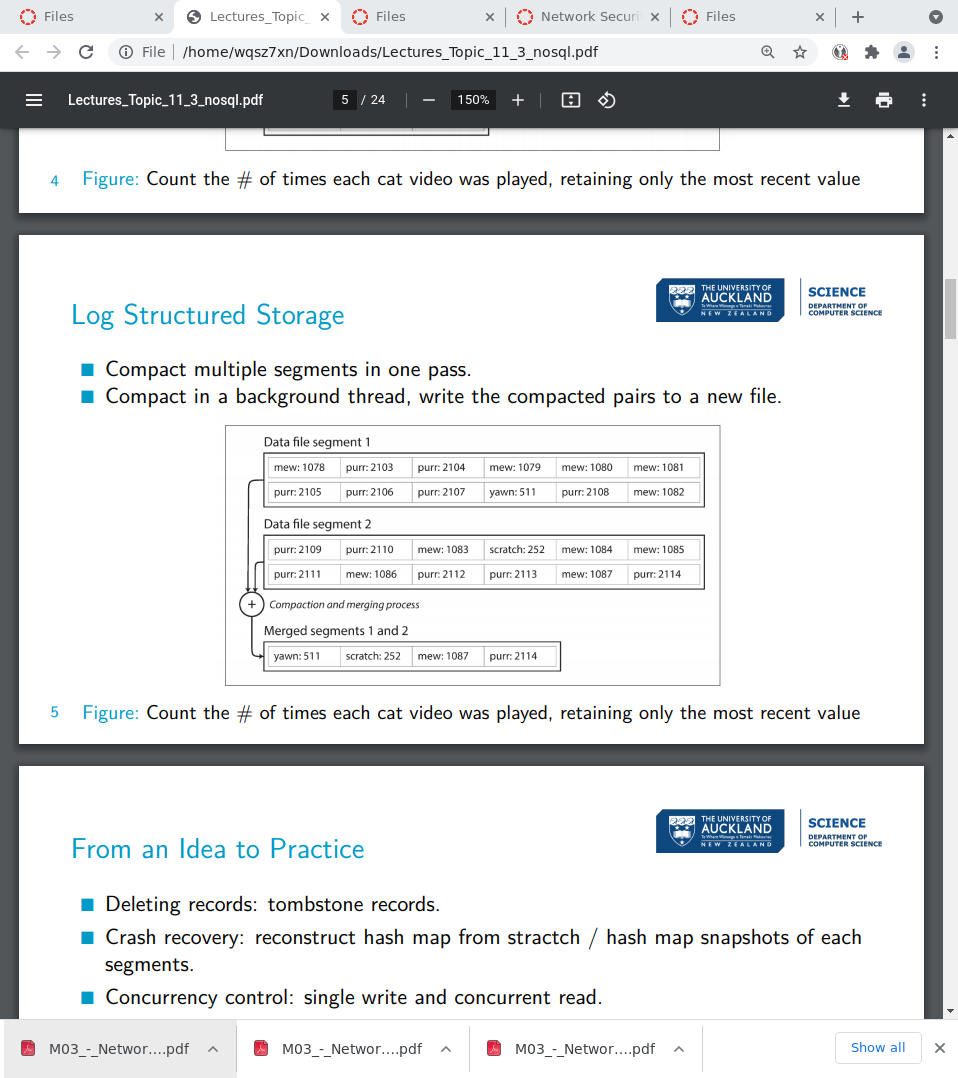 Files
Lectures_Topic_
Files
Network Securi
Files
File
/home/wqsz7xn/Downloads/Lectures_Topic_11_3_nosql.pdf
Lectures_Topic_11_3_nosql.pdf
5 / 24
150%
4 Figure: Count the # of times each cat video was played, retaining only the most recent value
THE UNIVERSITY OF
AUCKLAND
Te Whare Wānanga o Tāmaki Makaurau
NEW ZEALAND
SCIENCE
DEPARTMENT OF
COMPUTER SCIENCE
Log Structured Storage
Compact multiple segments in one pass.
Compact in a background thread, write the compacted pairs to a new file.
Data file segment 1
mew: 1078 purr: 2103 purr: 2104 mew: 1079 mew: 1080 mew: 1081
purr: 2105 purr: 2106 purr: 2107 yawn: 511 purr: 2108 mew: 1082
Data file segment 2
purr: 2109 purr: 2110 mew: 1083 scratch: 252 mew: 1084 mew: 1085
purr: 2111 mew: 1086 purr: 2112 purr: 2113 mew: 1087 purr: 2114
+ Compaction and merging process
Merged segments 1 and 2
yawn: 511 scratch: 252 mew: 1087 purr: 2114
5 Figure: Count the # of times each cat video was played, retaining only the most recent value
THE UNIVERSITY OF
AUCKLAND
Te Whare Wānanga o Tāmaki Makaurau
NEW ZEALAND
SCIENCE
DEPARTMENT OF
COMPUTER SCIENCE
From an Idea to Practice
Deleting records: tombstone records.
Crash recovery: reconstruct hash map from stractch / hash map snapshots of each
segments.
Concurrency control: single write and concurrent read.
M03_-_Networ....pdf
M03_-_Networ....pdf
M03_-_Networ....pdf
Show all